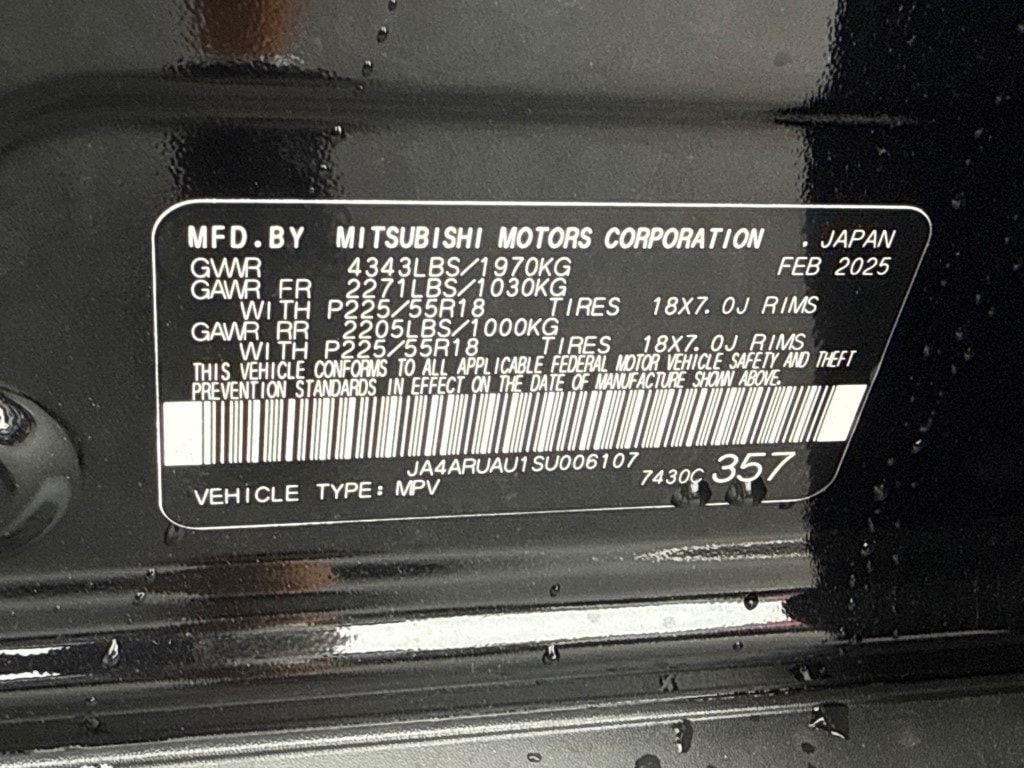 MFD.BY MITSUBISHI MOTORS CORPORATION . JAPAN
GVWR 4343LBS/1970KG FEB 2025
GAWR FR 2271LBS/1030KG
WITH P225/55R18 TIRES 18X7.0J RIMS
GAWR RR 2205LBS/1000KG
WITH P225/55R18 TIRES 18X7.0J RIMS
THIS VEHICLE CONFORMS TO ALL APPLICABLE FEDERAL MOTOR VEHICLE SAFETY AND THEFT
PREVENTION STANDARDS IN EFFECT ON THE DATE OF MANUFACTURE SHOWN ABOVE.
JA4ARUAU1SU006107
VEHICLE TYPE: MPV 7430C 357